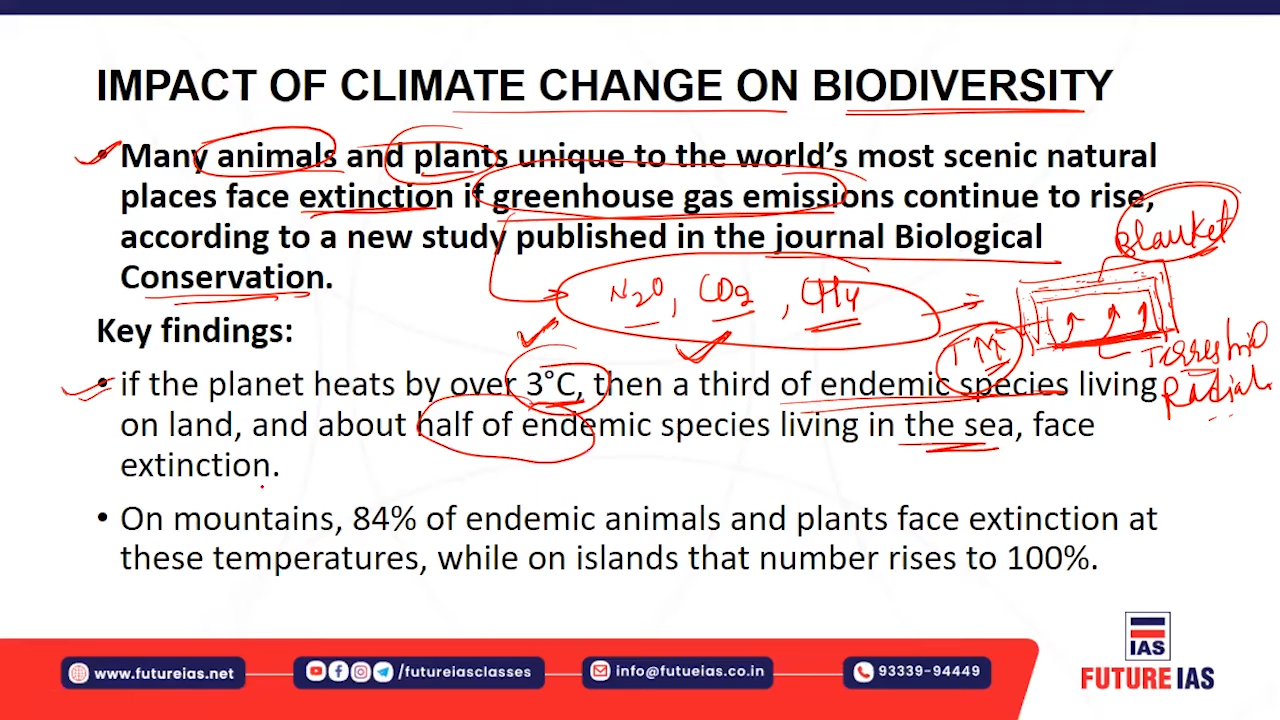 IMPACT OF CLIMATE CHANGE ON BIODIVERSITY
• Many animals and plants unique to the world's most scenic natural
places face extinction if greenhouse gas emissions continue to rise,
according to a new study published in the journal Biological
Conservation.
Blanket
N2O, CO2, CH4
Key findings:
• if the planet heats by over 3°C, then a third of endemic species living
on land, and about half of endemic species living in the sea, face
extinction.
• On mountains, 84% of endemic animals and plants face extinction at
these temperatures, while on islands that number rises to 100%.
IAS
FUTURE IAS
www.futureias.net
/futureiasclasses
info@futueias.co.in
93339-94449